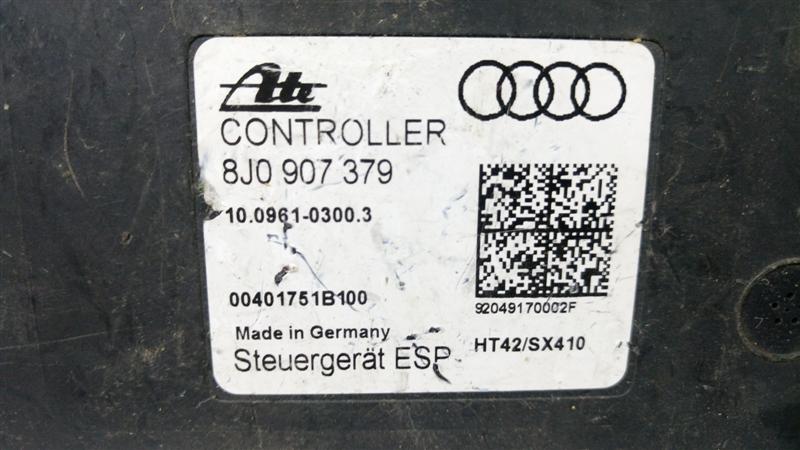 Ate
CONTROLLER
8J0 907 379
10.0961-0300.3
00401751B100
92049170002F
Made in Germany
HT42/SX410
Steuergerät ESP